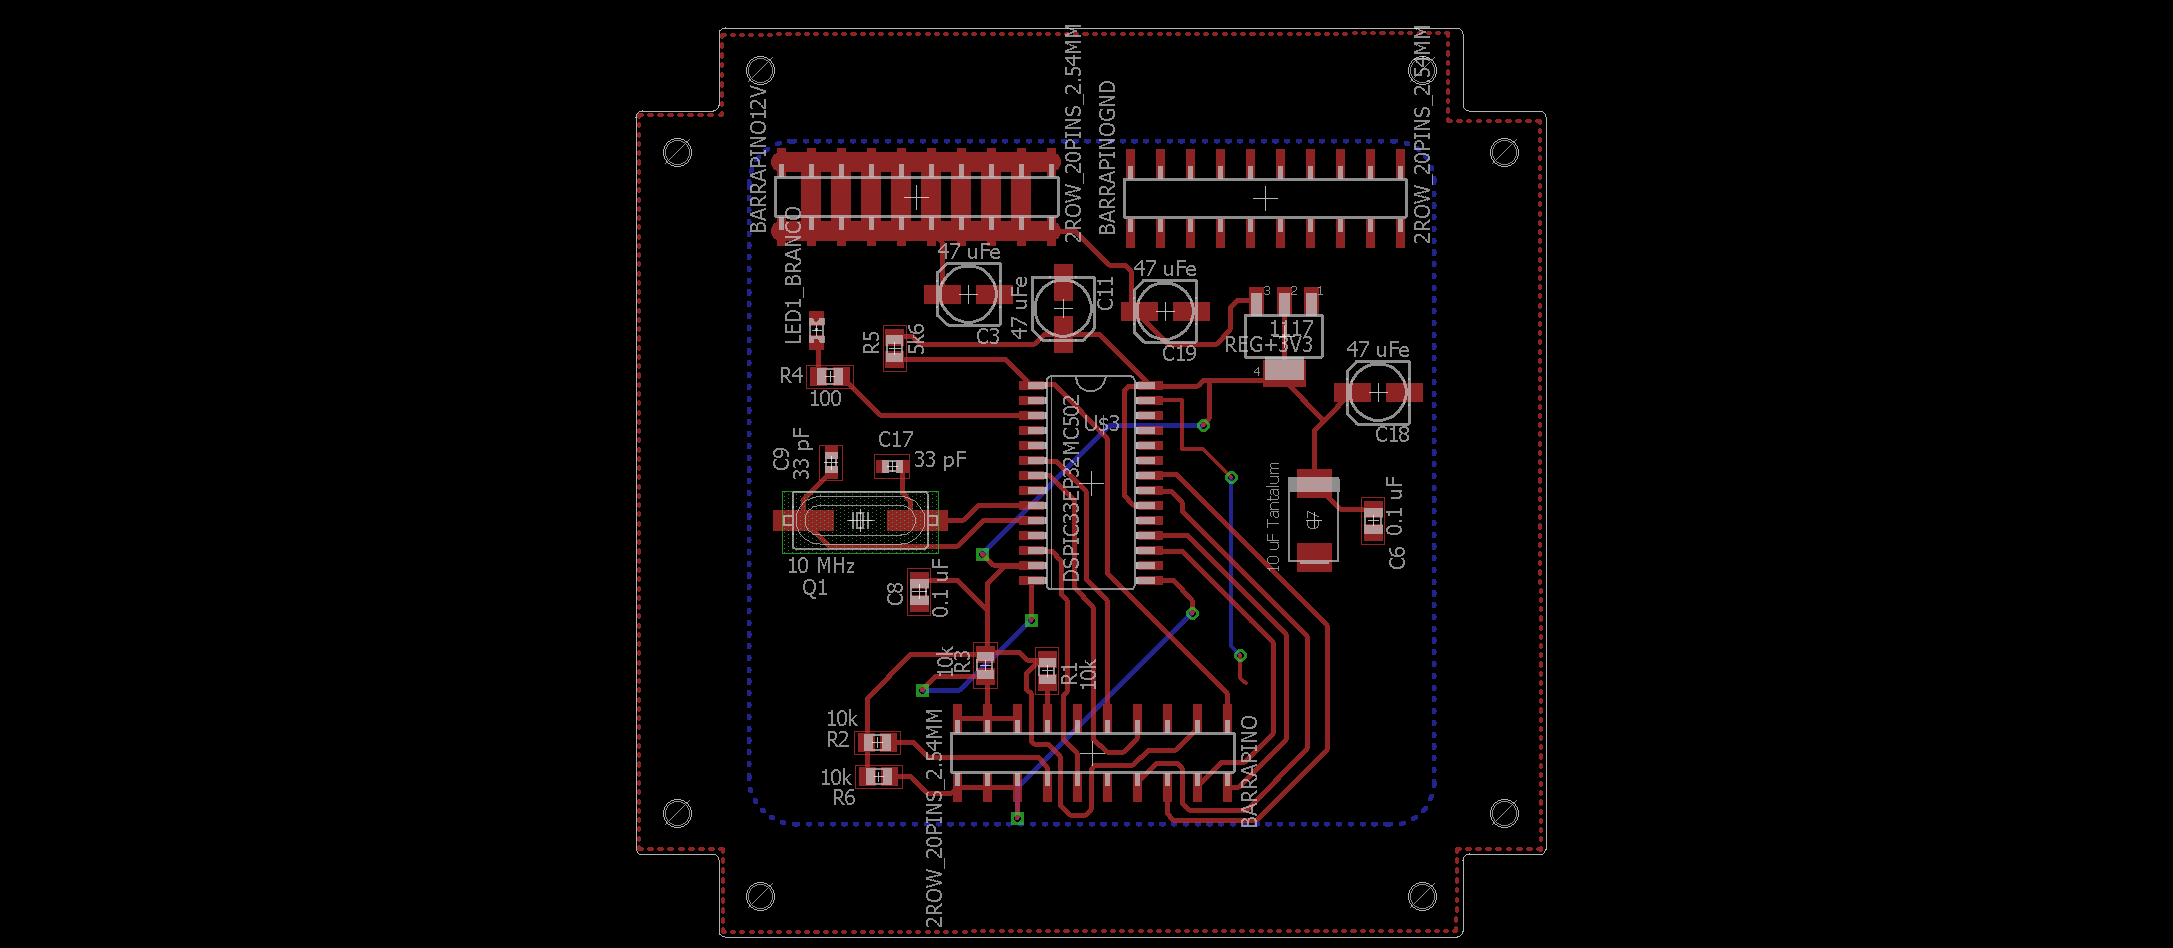 BARRAPINO12V
2ROW_20PINS_2.54MM
BARRAPINOGND
2ROW_20PINS_2.54MM
LED1_BRANCO
47 uFe
C3
47 uFe
C11
47 uFe
C19
3
2
1
1117
REG+3V3
4
47 uFe
C18
R5
5K6
R4
100
U$3
DSPIC33EP32MC502
C9
33 pF
C17
33 pF
10 MHz
Q1
10 uF Tantalum
C7
0.1 uF
C6
C8
0.1 uF
10k
R3
R1
10k
10k
R2
10k
R6
2ROW_20PINS_2.54MM
BARRAPINO